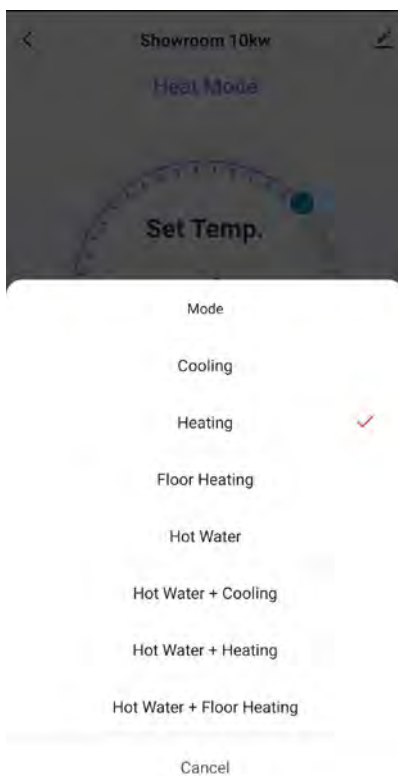 Showroom 10kw
Heat Mode
Set Temp.
Mode
Cooling
Heating
Floor Heating
Hot Water
Hot Water + Cooling
Hot Water + Heating
Hot Water + Floor Heating
Cancel